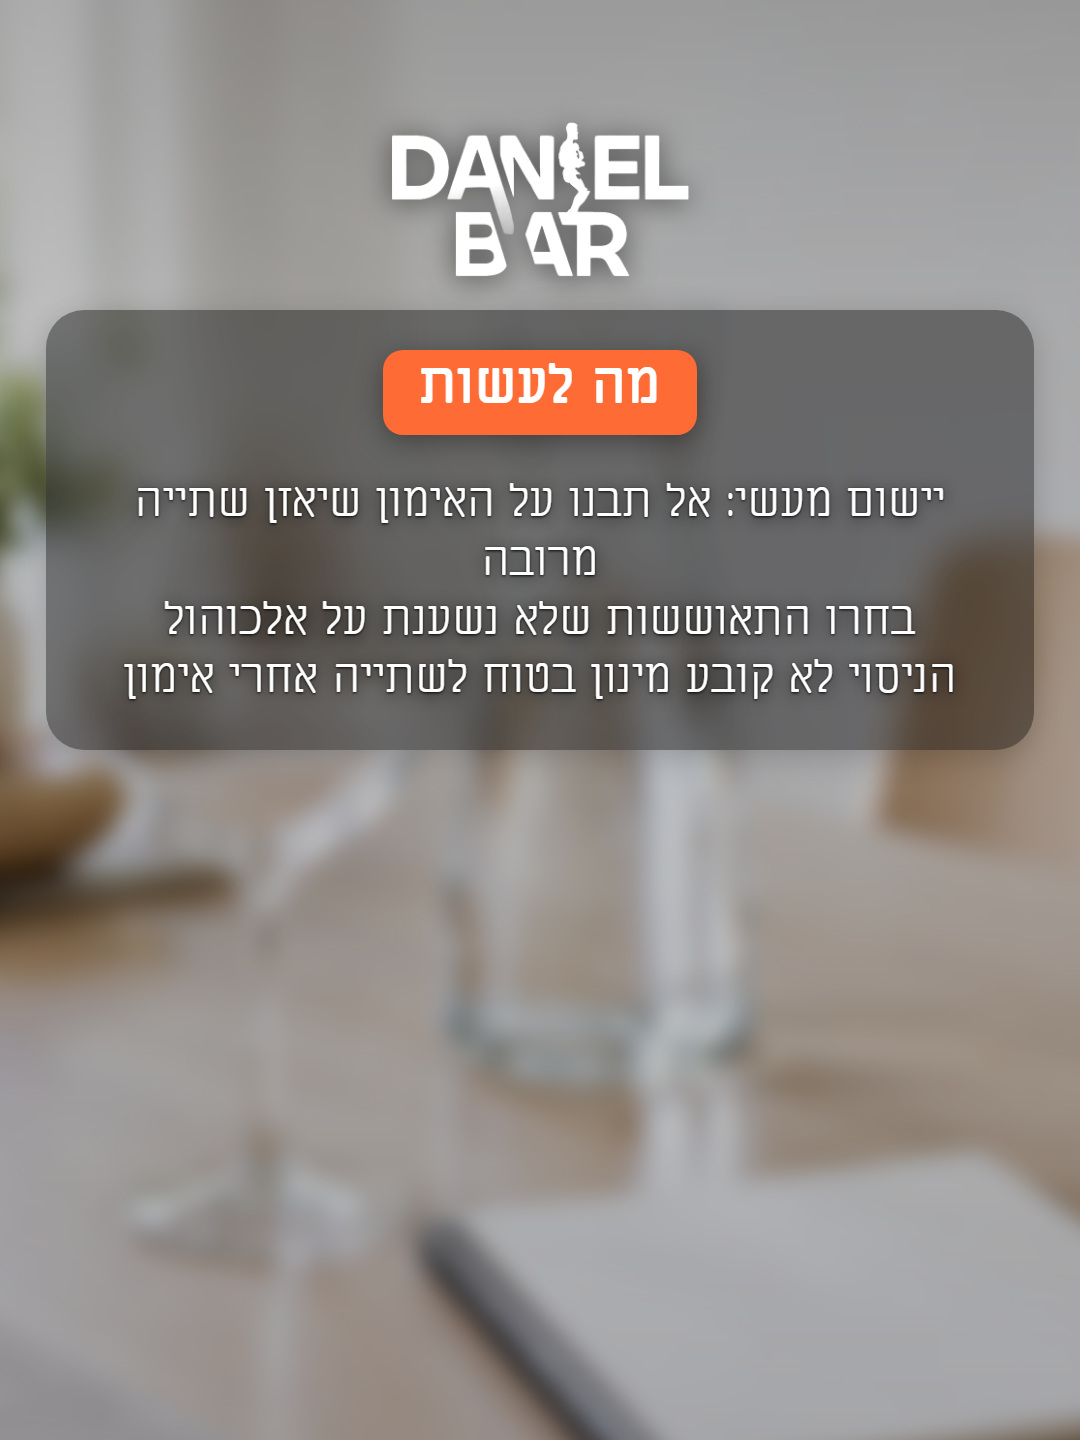 DANIEL
BAR
מה לעשות
יישום מעשי: אל תבנו על האימון שיאזן שתייה
מרובה
בחרו התאוששות שלא נשענת על אלכוהול
הניסוי לא קובע מינון בטוח לשתייה אחרי אימון